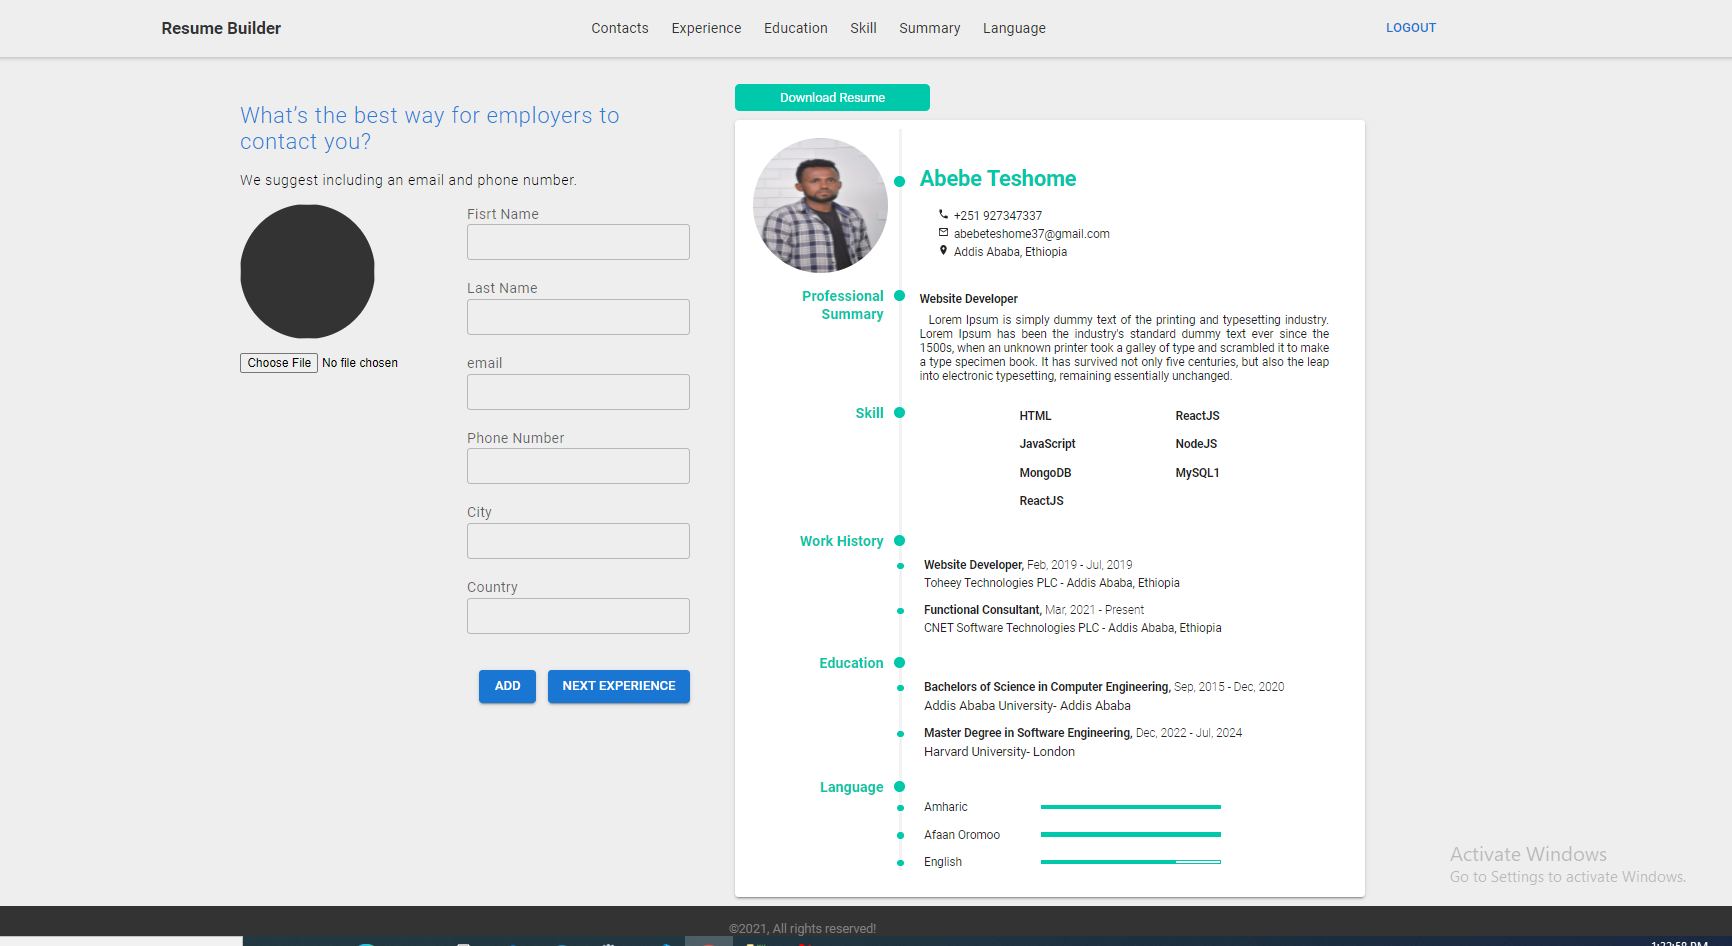 Resume Builder
Contacts Experience Education Skill Summary Language
LOGOUT
What's the best way for employers to
contact you?
We suggest including an email and phone number.
Choose File No file chosen
Fisrt Name
Last Name
email
Phone Number
City
Country
ADD
NEXT EXPERIENCE
Download Resume
Abebe Teshome
+251 927347337
abebeteshome37@gmail.com
Addis Ababa, Ethiopia
Professional
Summary
Website Developer
Lorem Ipsum is simply dummy text of the printing and typesetting industry.
Lorem Ipsum has been the industry's standard dummy text ever since the
1500s, when an unknown printer took a galley of type and scrambled it to make
a type specimen book. It has survived not only five centuries, but also the leap
into electronic typesetting, remaining essentially unchanged.
Skill
HTML ReactJS
JavaScript NodeJS
MongoDB MySQL1
ReactJS
Work History
Website Developer, Feb, 2019 - Jul, 2019
Toheey Technologies PLC - Addis Ababa, Ethiopia
Functional Consultant, Mar, 2021 - Present
CNET Software Technologies PLC - Addis Ababa, Ethiopia
Education
Bachelors of Science in Computer Engineering, Sep, 2015 - Dec, 2020
Addis Ababa University- Addis Ababa
Master Degree in Software Engineering, Dec, 2022 - Jul, 2024
Harvard University- London
Language
Amharic
Afaan Oromoo
English
Activate Windows
Go to Settings to activate Windows.
©2021, All rights reserved!